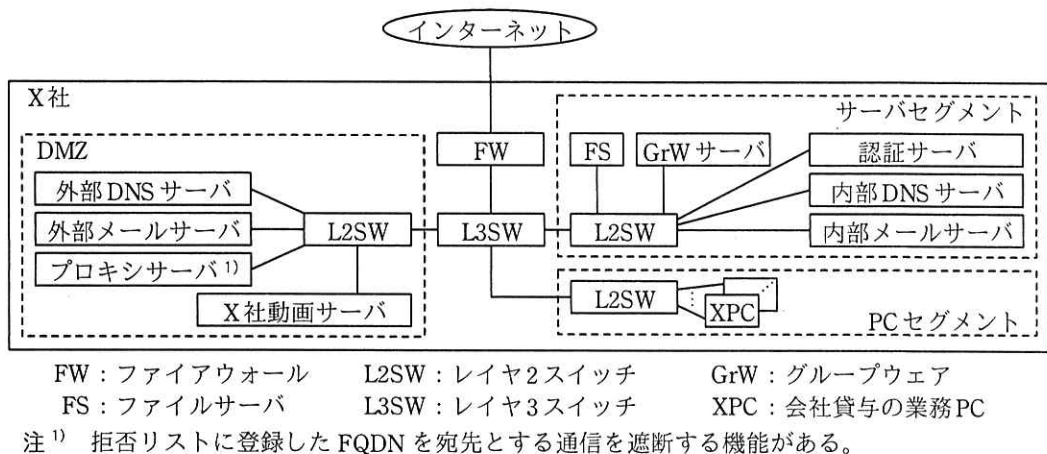 インターネット
X社
サーバセグメント
DMZ
FW
FS
GrWサーバ
認証サーバ
外部DNSサーバ
内部DNSサーバ
外部メールサーバ
L2SW
L3SW
L2SW
内部メールサーバ
プロキシサーバ1)
X社動画サーバ
L2SW
XPC
PCセグメント
FW：ファイアウォール L2SW：レイヤ2スイッチ GrW：グループウェア
FS：ファイルサーバ L3SW：レイヤ3スイッチ XPC：会社貸与の業務PC
注1) 拒否リストに登録したFQDNを宛先とする通信を遮断する機能がある。